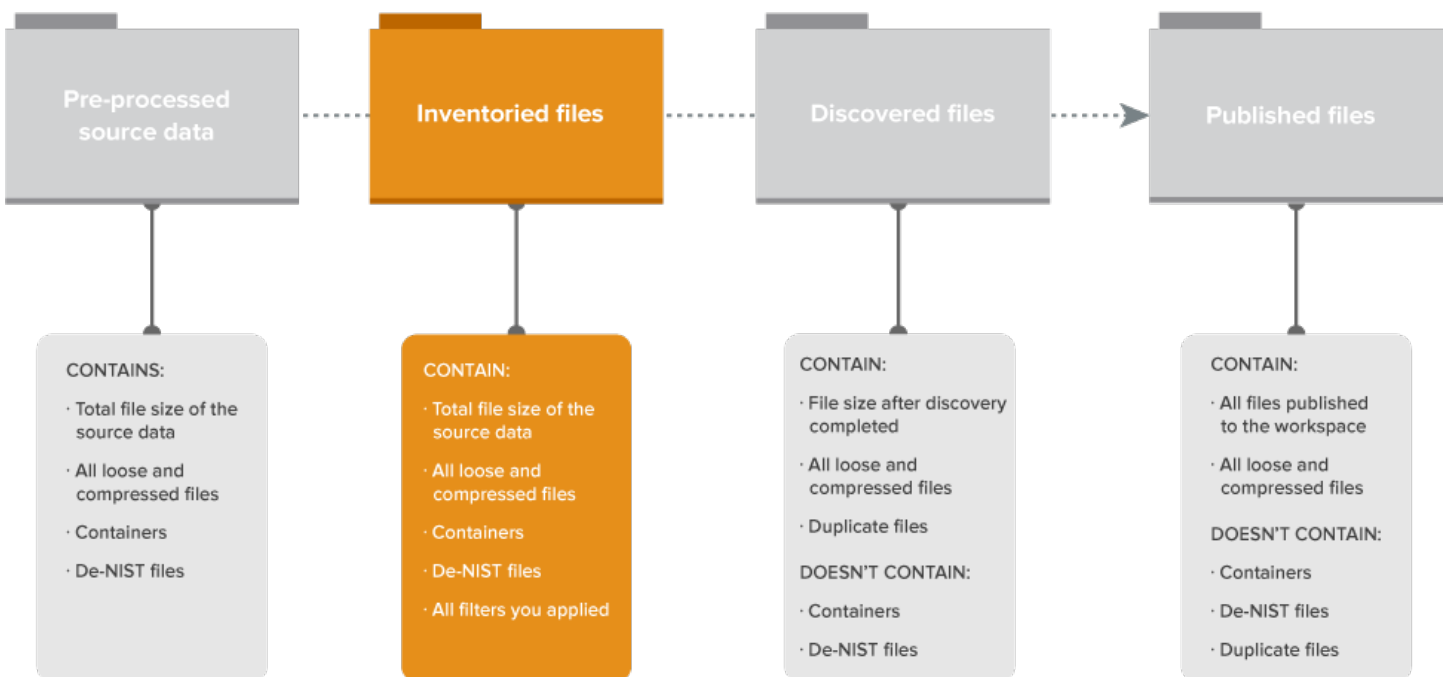 Pre-processed
source data
Inventoried files
Discovered files
Published files
CONTAINS:
· Total file size of the
source data
· All loose and
compressed files
· Containers
· De-NIST files
CONTAIN:
· Total file size of the
source data
· All loose and
compressed files
· Containers
· De-NIST files
· All filters you applied
CONTAIN:
· File size after discovery
completed
· All loose and
compressed files
· Duplicate files
DOESN'T CONTAIN:
· Containers
· De-NIST files
CONTAIN:
· All files published
to the workspace
· All loose and
compressed files
DOESN'T CONTAIN:
· Containers
· De-NIST files
· Duplicate files